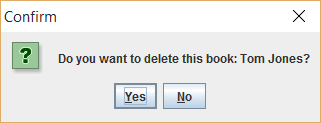 Confirm
Do you want to delete this book: Tom Jones?
Yes No